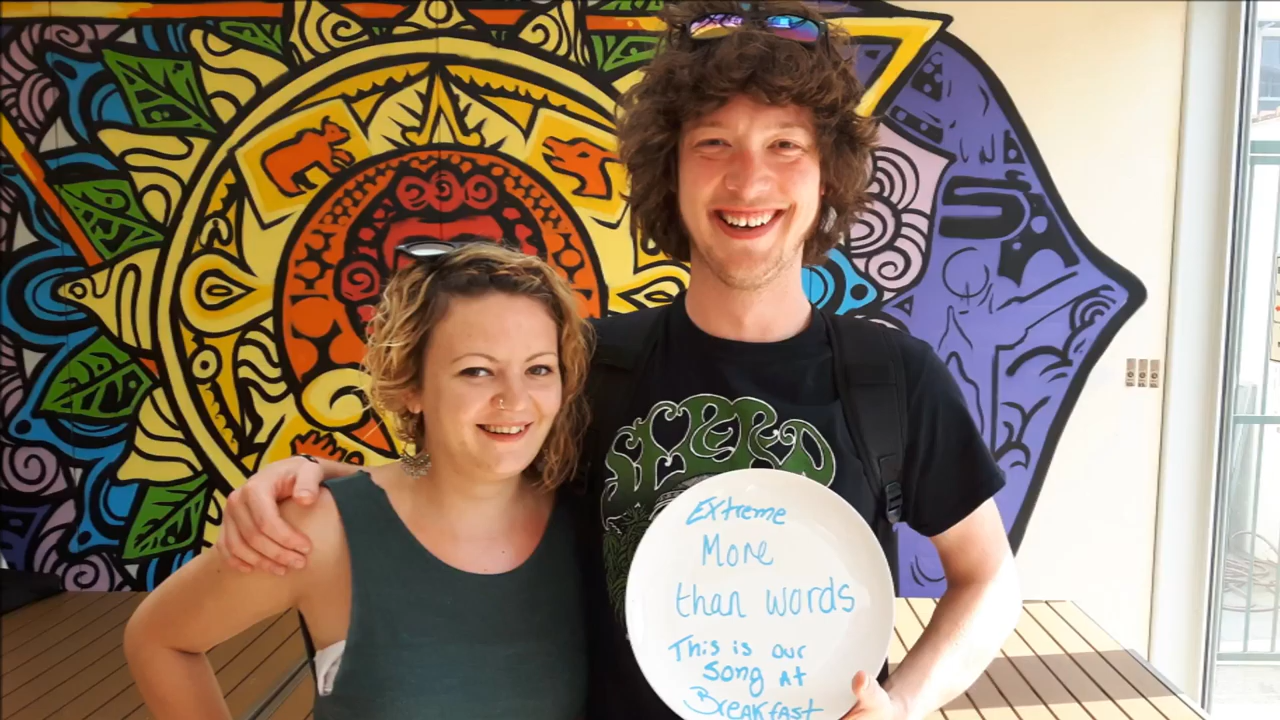 Extreme
More
than words
This is our
Song At
Breakfast